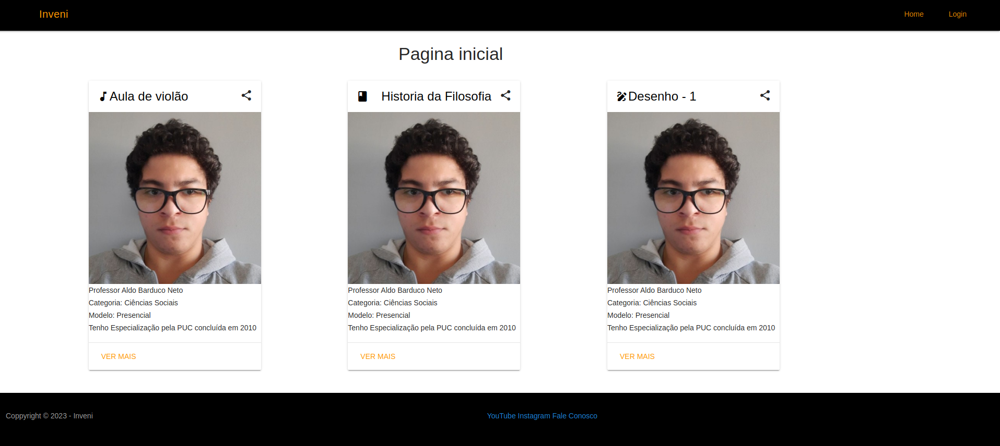 Inveni
Home
Login
Pagina inicial
Aula de violão
Historia da Filosofia
Desenho - 1
Professor Aldo Barduco Neto
Categoria: Ciências Sociais
Modelo: Presencial
Tenho Especialização pela PUC concluída em 2010
VER MAIS
Professor Aldo Barduco Neto
Categoria: Ciências Sociais
Modelo: Presencial
Tenho Especialização pela PUC concluída em 2010
VER MAIS
Professor Aldo Barduco Neto
Categoria: Ciências Sociais
Modelo: Presencial
Tenho Especialização pela PUC concluída em 2010
VER MAIS
Coppyright © 2023 - Inveni
YouTube Instagram Fale Conosco